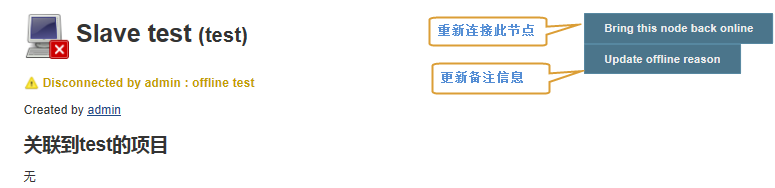 Slave test (test)
重新连接此节点
Bring this node back online
更新备注信息
Update offline reason
Disconnected by admin : offline test
Created by admin
关联到test的项目
无